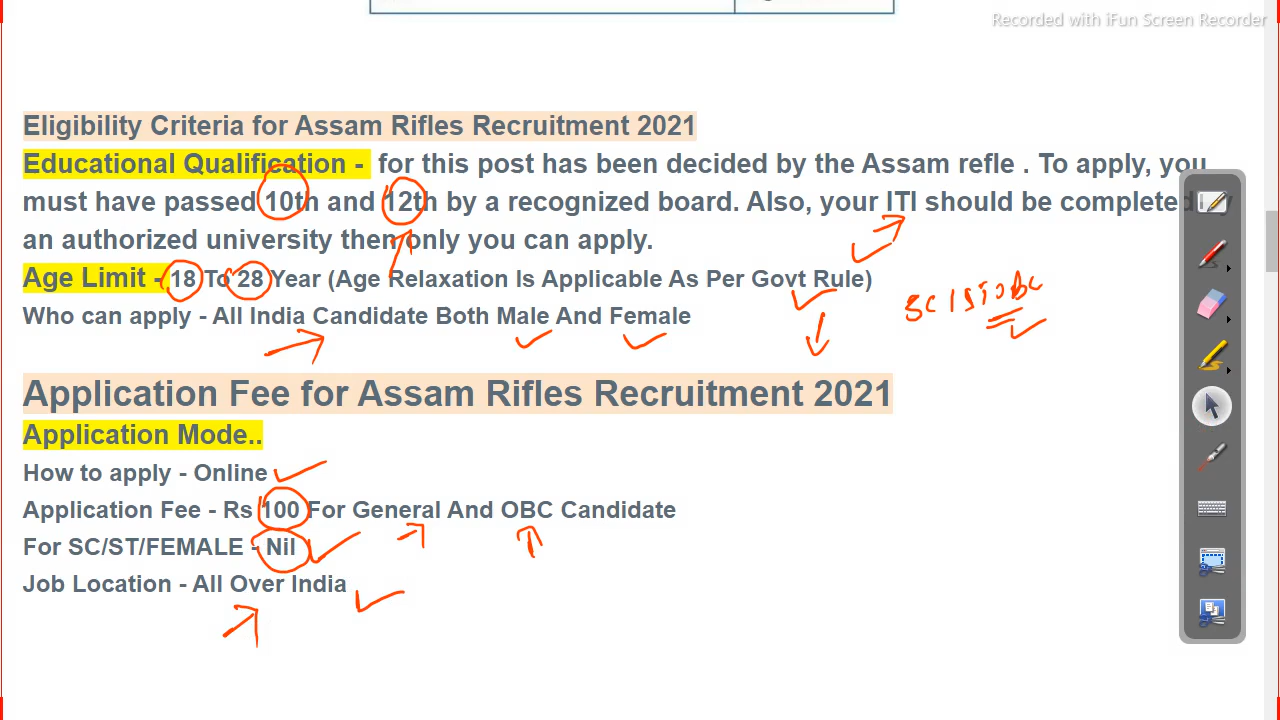 Recorded with iFun Screen Recorder
Eligibility Criteria for Assam Rifles Recruitment 2021
Educational Qualification - for this post has been decided by the Assam refle . To apply, you
must have passed 10th and 12th by a recognized board. Also, your ITI should be completed
an authorized university then only you can apply.
Age Limit - 18 To 28 Year (Age Relaxation Is Applicable As Per Govt Rule)
SC | ST OBC
Who can apply - All India Candidate Both Male And Female
Application Fee for Assam Rifles Recruitment 2021
Application Mode..
How to apply - Online
Application Fee - Rs 100 For General And OBC Candidate
For SC/ST/FEMALE - Nil
Job Location - All Over India